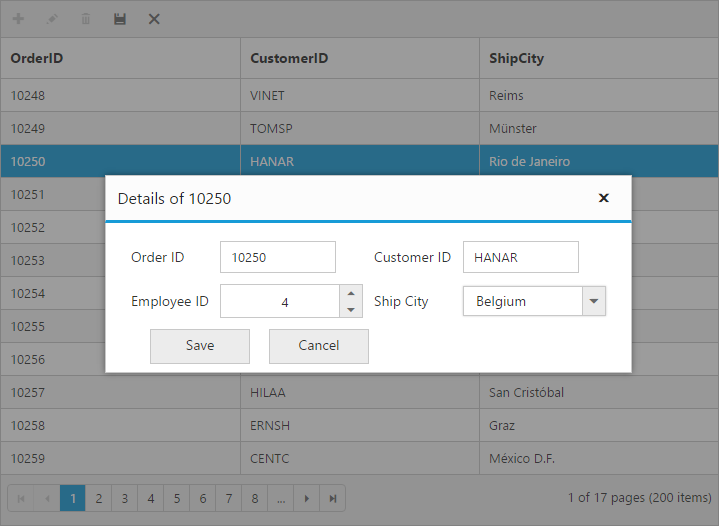 OrderID CustomerID ShipCity
10248 VINET Reims
10249 TOMSP Münster
10250 HANAR Rio de Janeiro
10251
Details of 10250
10252
10253
Order ID 10250 Customer ID HANAR
10254
Employee ID 4 Ship City Belgium
10255
Save Cancel
10256
10257 HILAA San Cristóbal
10258 ERNSH Graz
10259 CENTC México D.F.
1 2 3 4 5 6 7 8 ... 1 of 17 pages (200 items)